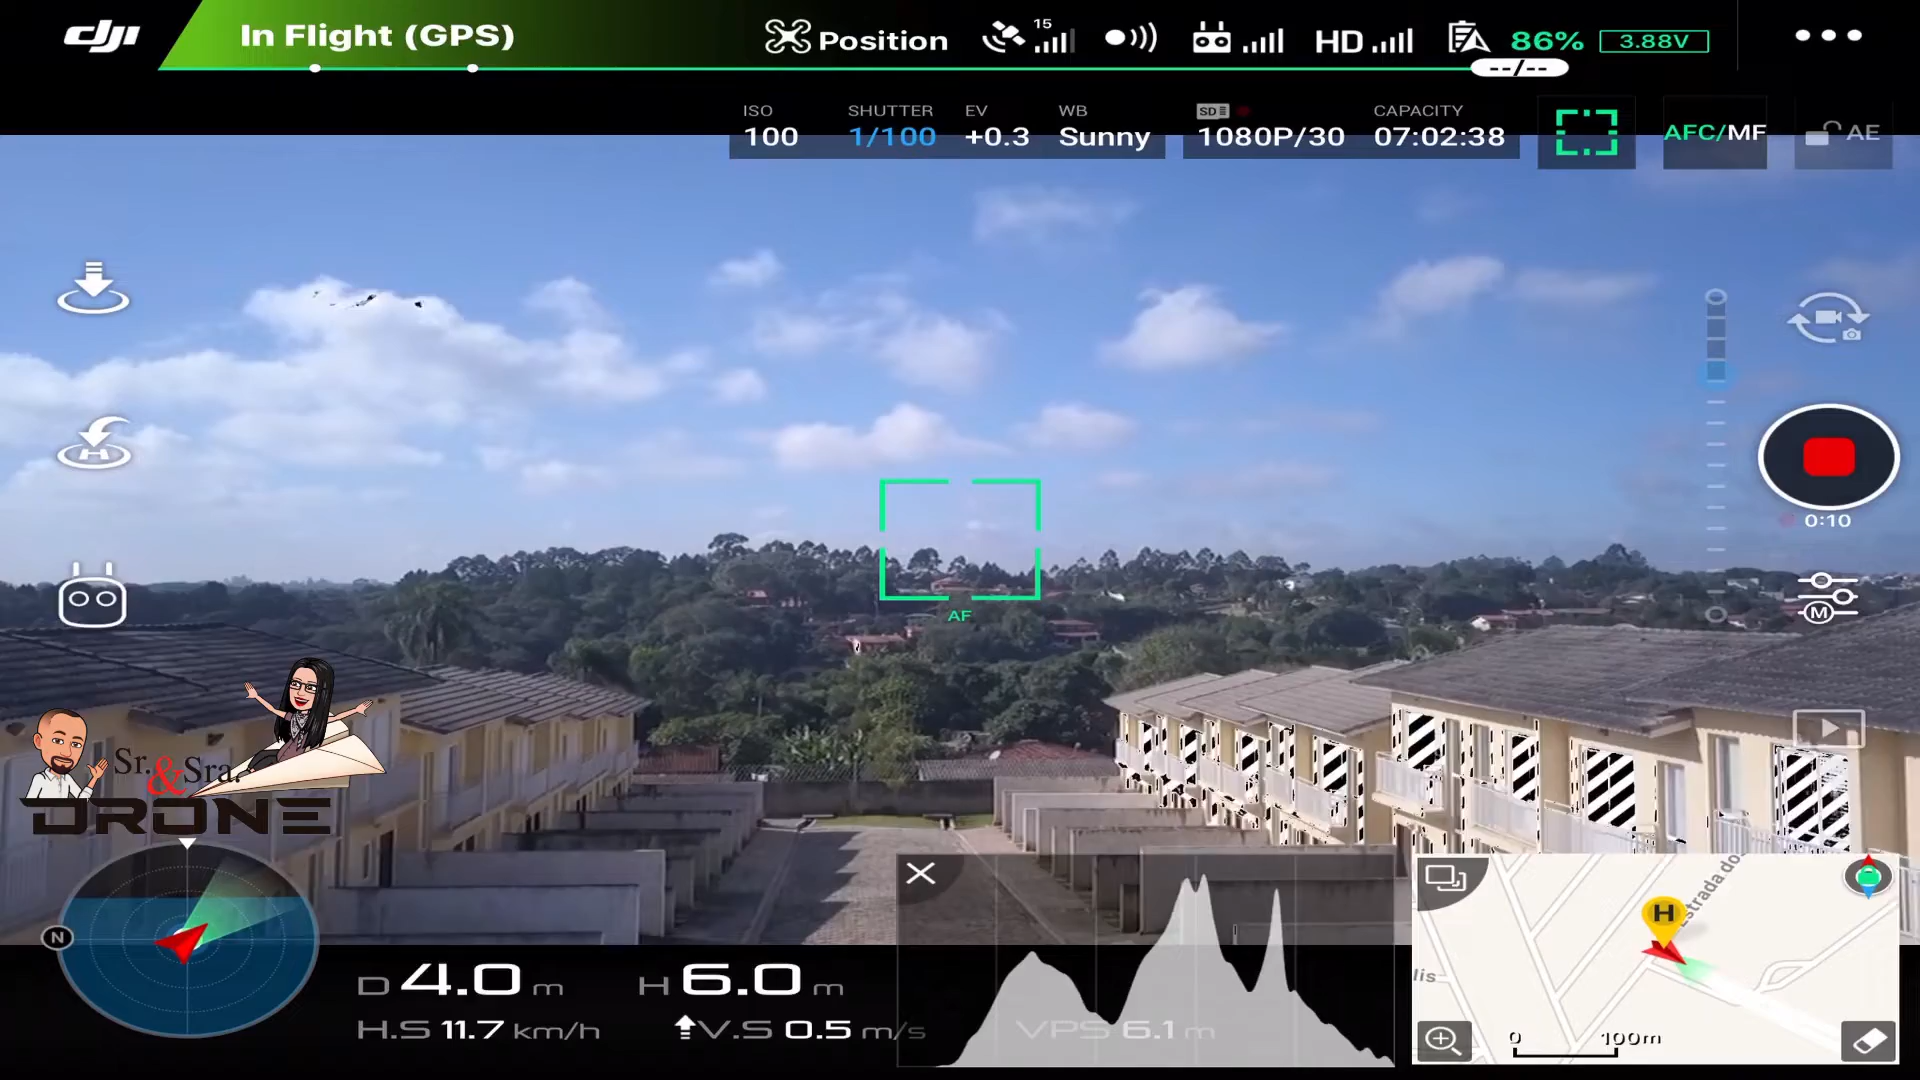 dji
In Flight (GPS)
Position
15
HD
86%
3.88V
--/--
ISO
100
SHUTTER
1/100
EV
+0.3
WB
Sunny
SD
1080P/30
CAPACITY
07:02:38
AFC/MF
AE
H
0:10
M
AF
Sr.&Sra.
DRONE
N
D 4.0 m
H 6.0 m
H.S 11.7 km/h
V.S 0.5 m/s
VPS 6.1 m
Estrada do
H
lis
0
100m